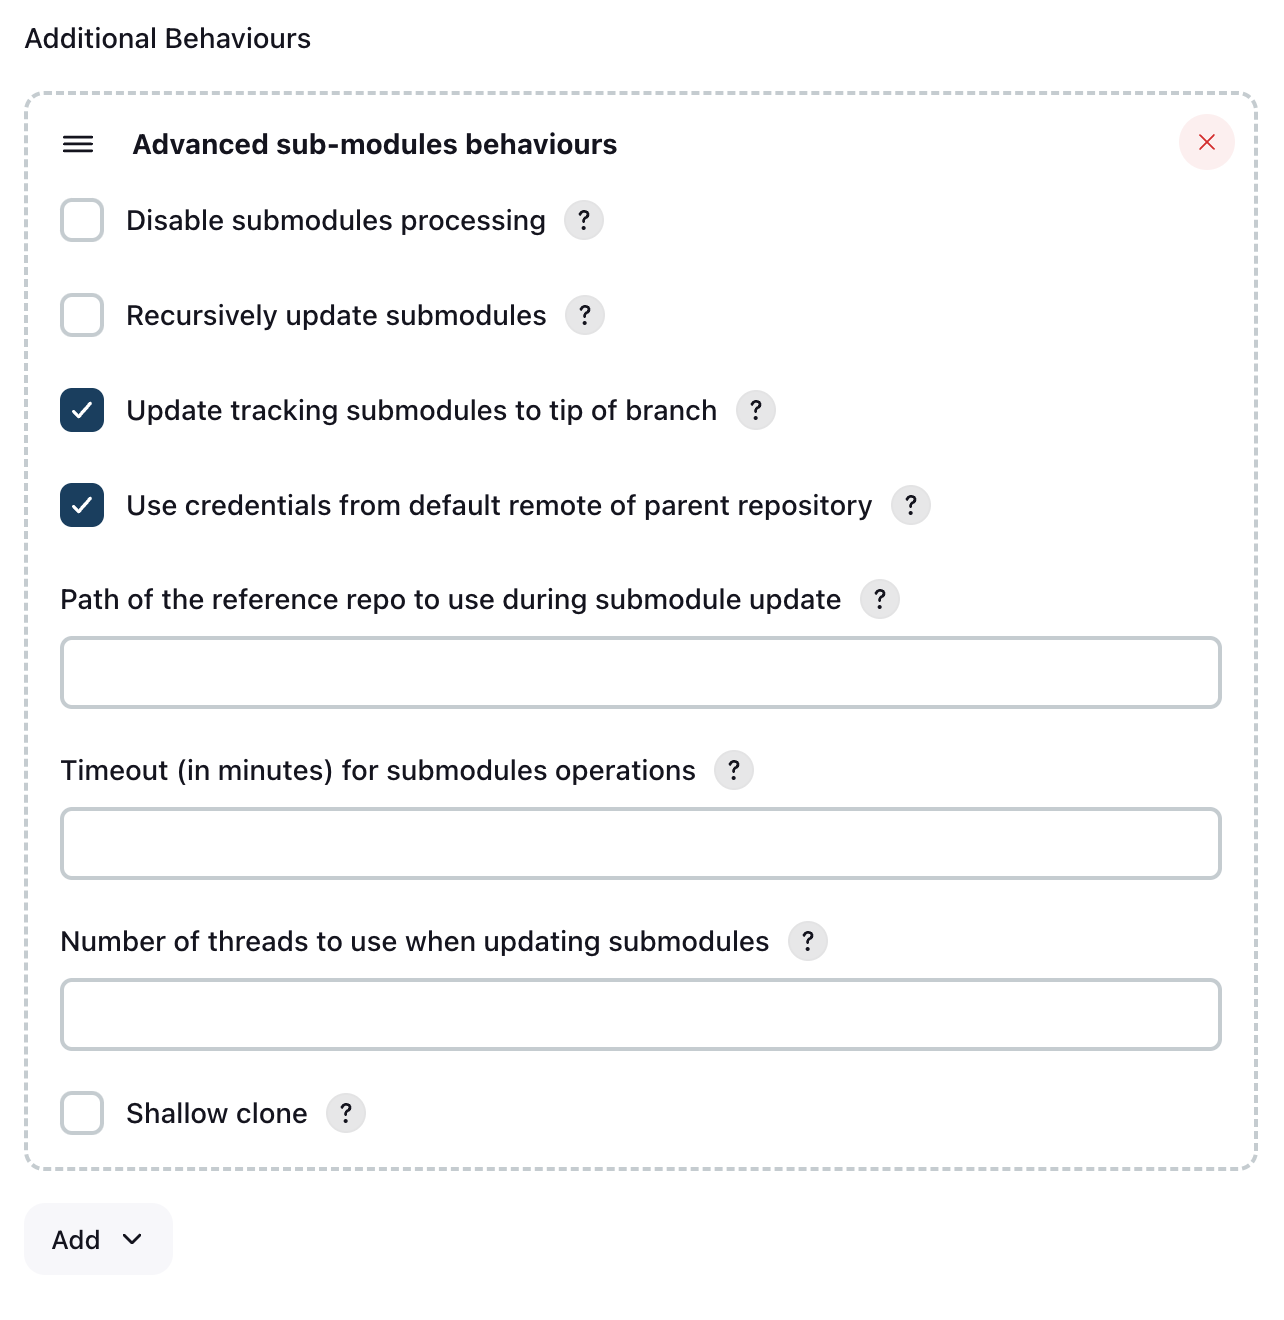 Additional Behaviours
Advanced sub-modules behaviours
Disable submodules processing ?
Recursively update submodules ?
Update tracking submodules to tip of branch ?
Use credentials from default remote of parent repository ?
Path of the reference repo to use during submodule update ?
Timeout (in minutes) for submodules operations ?
Number of threads to use when updating submodules ?
Shallow clone ?
Add